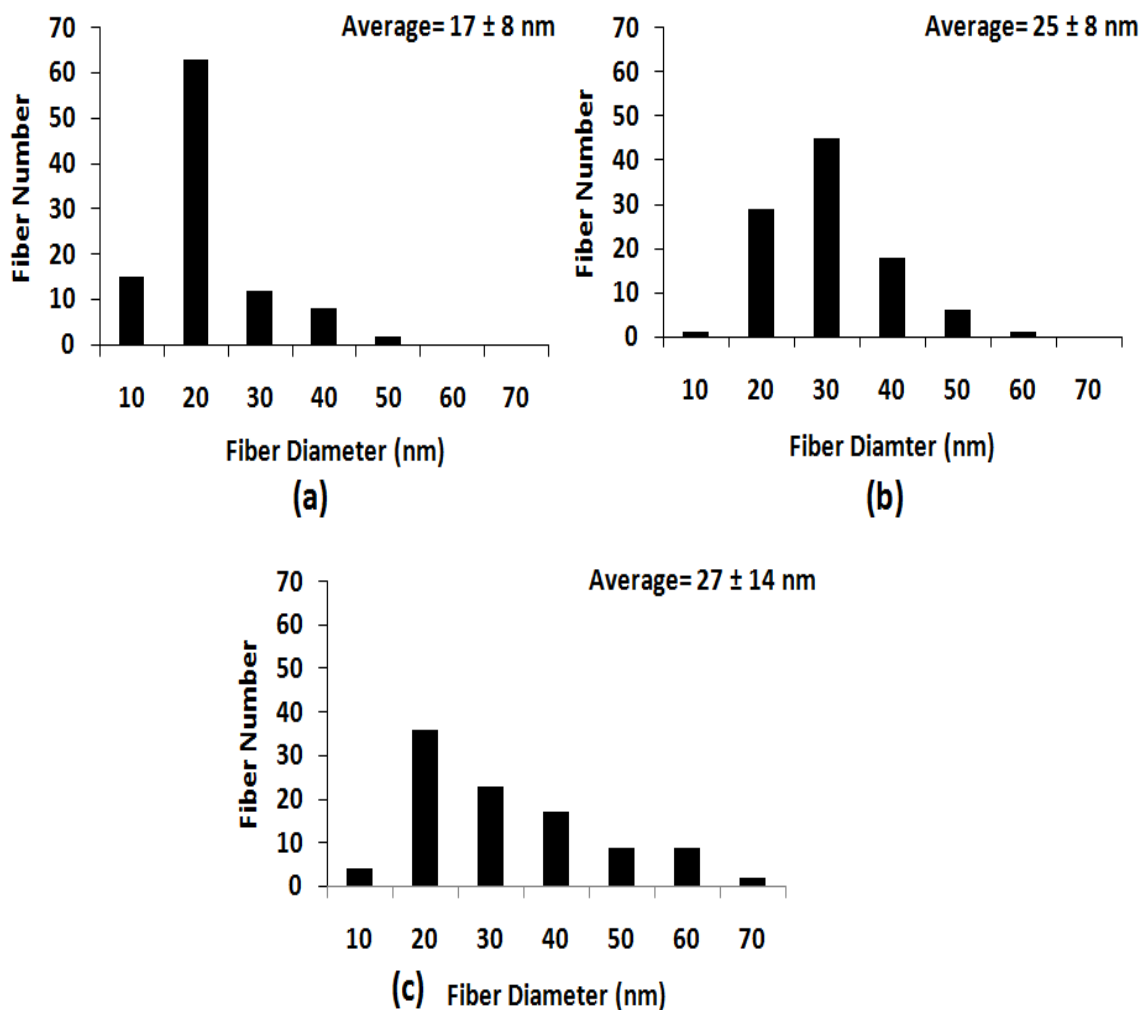 Average= 17 ± 8 nm
70
60
50
40
30
20
10
0
Fiber Number
10 20 30 40 50 60 70
Fiber Diameter (nm)
(a)
Average= 25 ± 8 nm
70
60
50
40
30
20
10
0
Fiber Number
10 20 30 40 50 60 70
Fiber Diamter (nm)
(b)
Average= 27 ± 14 nm
70
60
50
40
30
20
10
0
Fiber Number
10 20 30 40 50 60 70
(c) Fiber Diameter (nm)